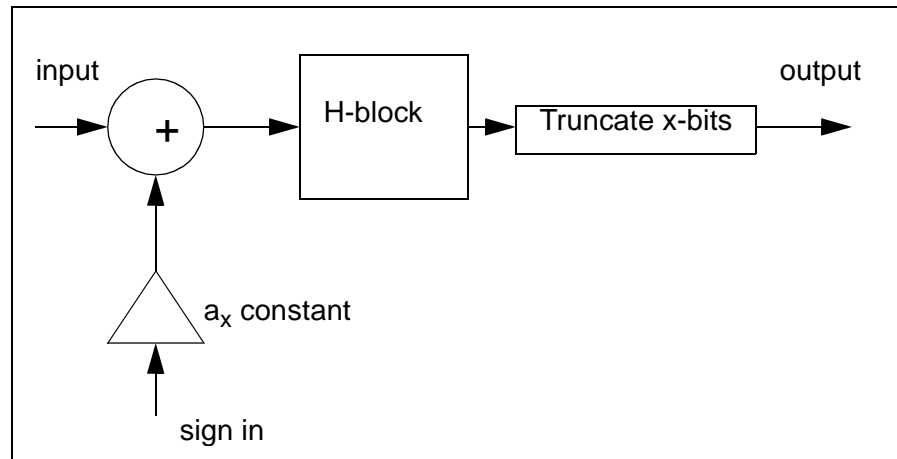 input
output
+
H-block
Truncate x-bits
aₓ constant
sign in